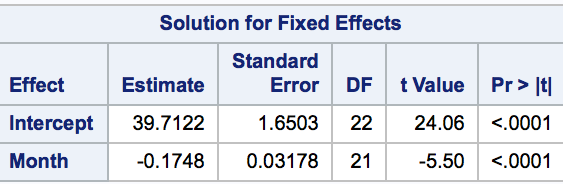 Solution for Fixed Effects
Effect Estimate Standard Error DF t Value Pr > |t|
Intercept 39.7122 1.6503 22 24.06 <.0001
Month -0.1748 0.03178 21 -5.50 <.0001